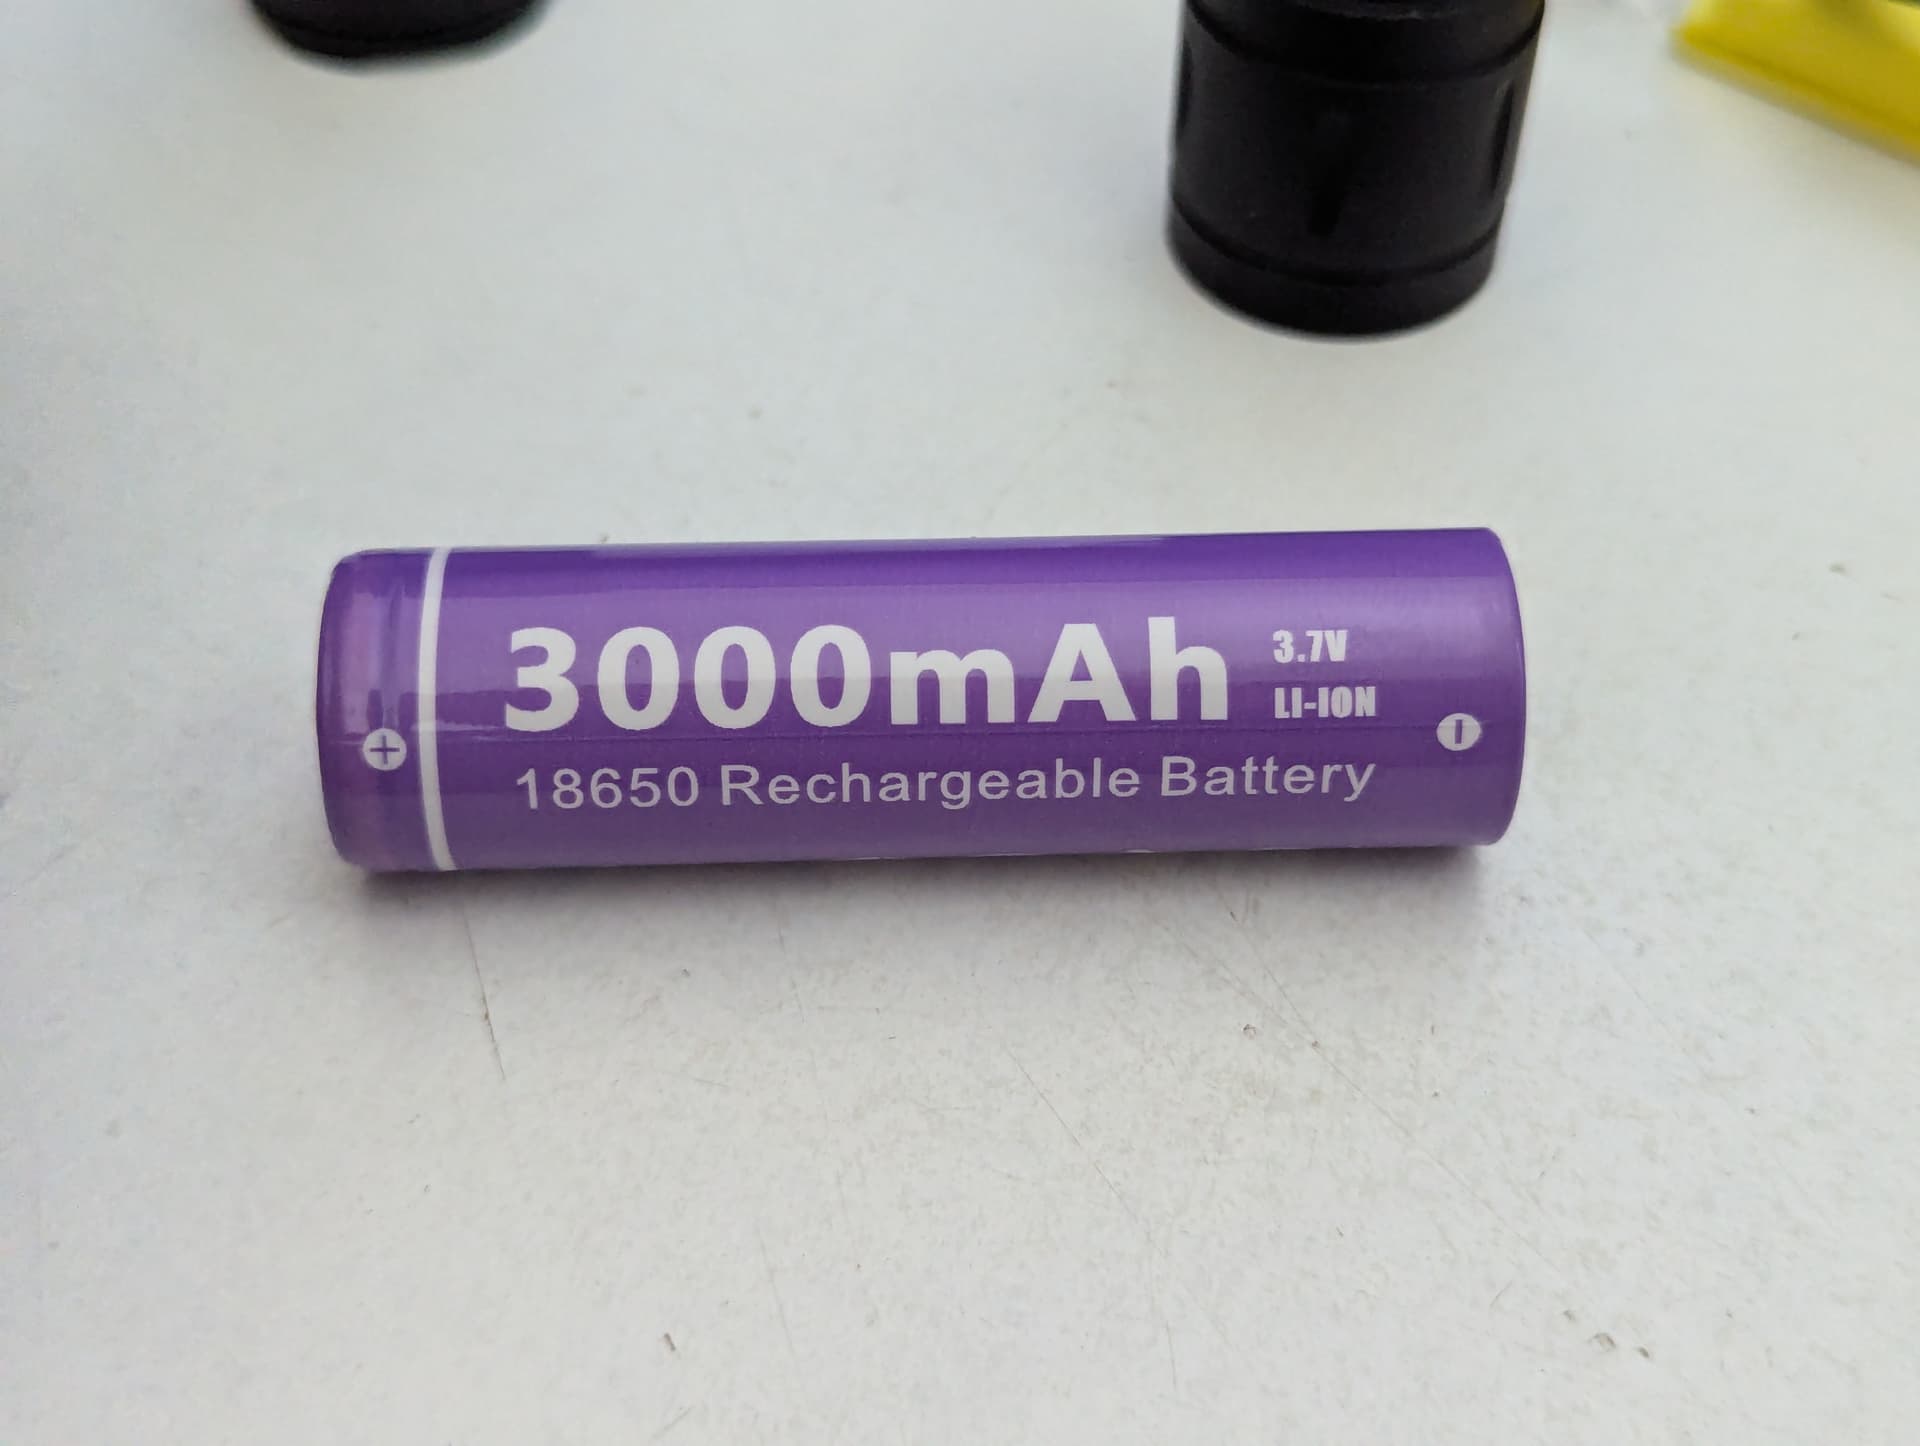 3000mAh
3.7V
LI-ION
18650 Rechargeable Battery
+
-